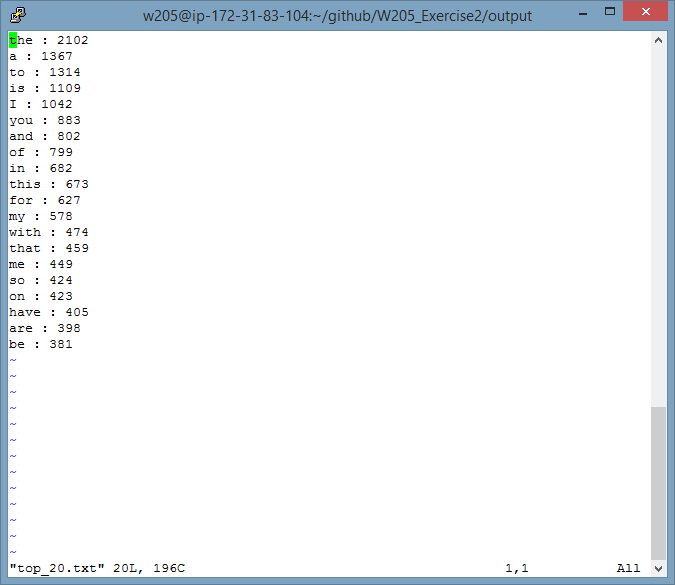 w205@ip-172-31-83-104:~/github/W205_Exercise2/output
the : 2102
a : 1367
to : 1314
is : 1109
I : 1042
you : 883
and : 802
of : 799
in : 682
this : 673
for : 627
my : 578
with : 474
that : 459
me : 449
so : 424
on : 423
have : 405
are : 398
be : 381
~
~
~
~
~
~
~
~
~
~
~
~
~
"top_20.txt" 20L, 196C 1,1 All